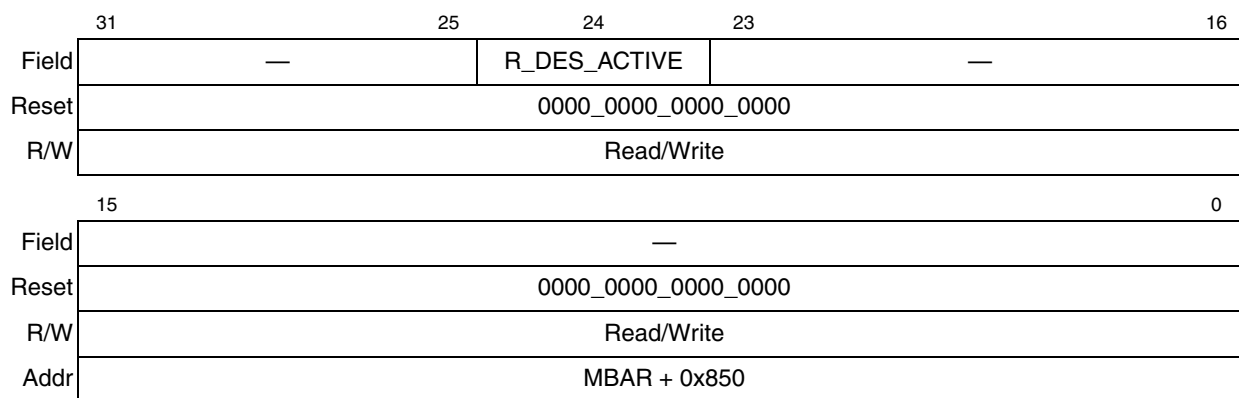 31 25 24 23 16
Field — R_DES_ACTIVE —
Reset 0000_0000_0000_0000
R/W Read/Write
15 0
Field —
Reset 0000_0000_0000_0000
R/W Read/Write
Addr MBAR + 0x850